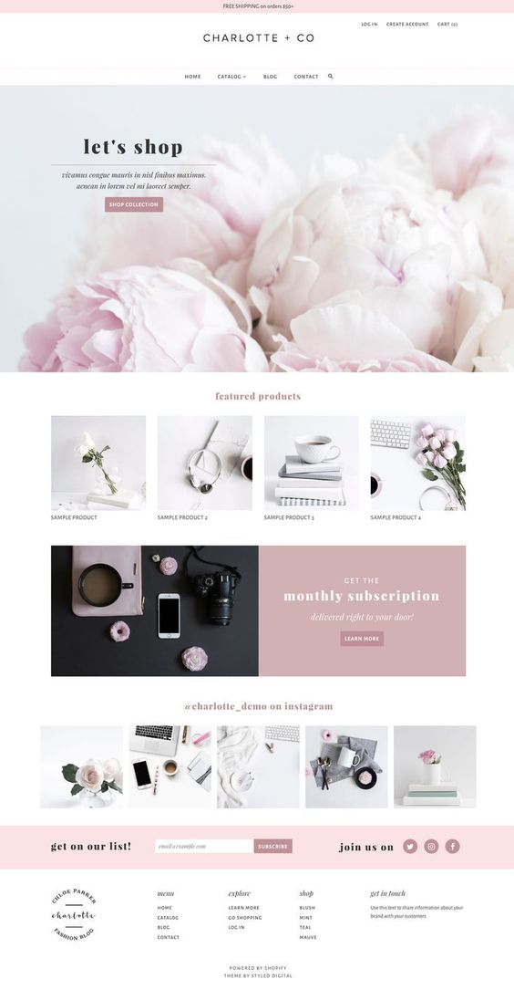 FREE SHIPPING on orders $50+
LOG IN CREATE ACCOUNT CART (0)
CHARLOTTE + CO
HOME CATALOG BLOG CONTACT
let's shop
vivamus congue mauris in nisl finibus maximus.
aenean in lorem vel mi laoreet semper.
SHOP COLLECTION
featured products
SAMPLE PRODUCT SAMPLE PRODUCT 2 SAMPLE PRODUCT 3 SAMPLE PRODUCT 4
GET THE
monthly subscription
delivered right to your door!
LEARN MORE
@charlotte_demo on instagram
get on our list! email@example.com SUBSCRIBE join us on
CHLOE PARKER
charlotte
FASHION BLOG
menu
HOME
CATALOG
BLOG
CONTACT
explore
LEARN MORE
GO SHOPPING
LOG IN
shop
BLUSH
MINT
TEAL
MAUVE
get in touch
Use this text to share information about your
brand with your customers.
POWERED BY SHOPIFY
THEME BY STYLED DIGITAL